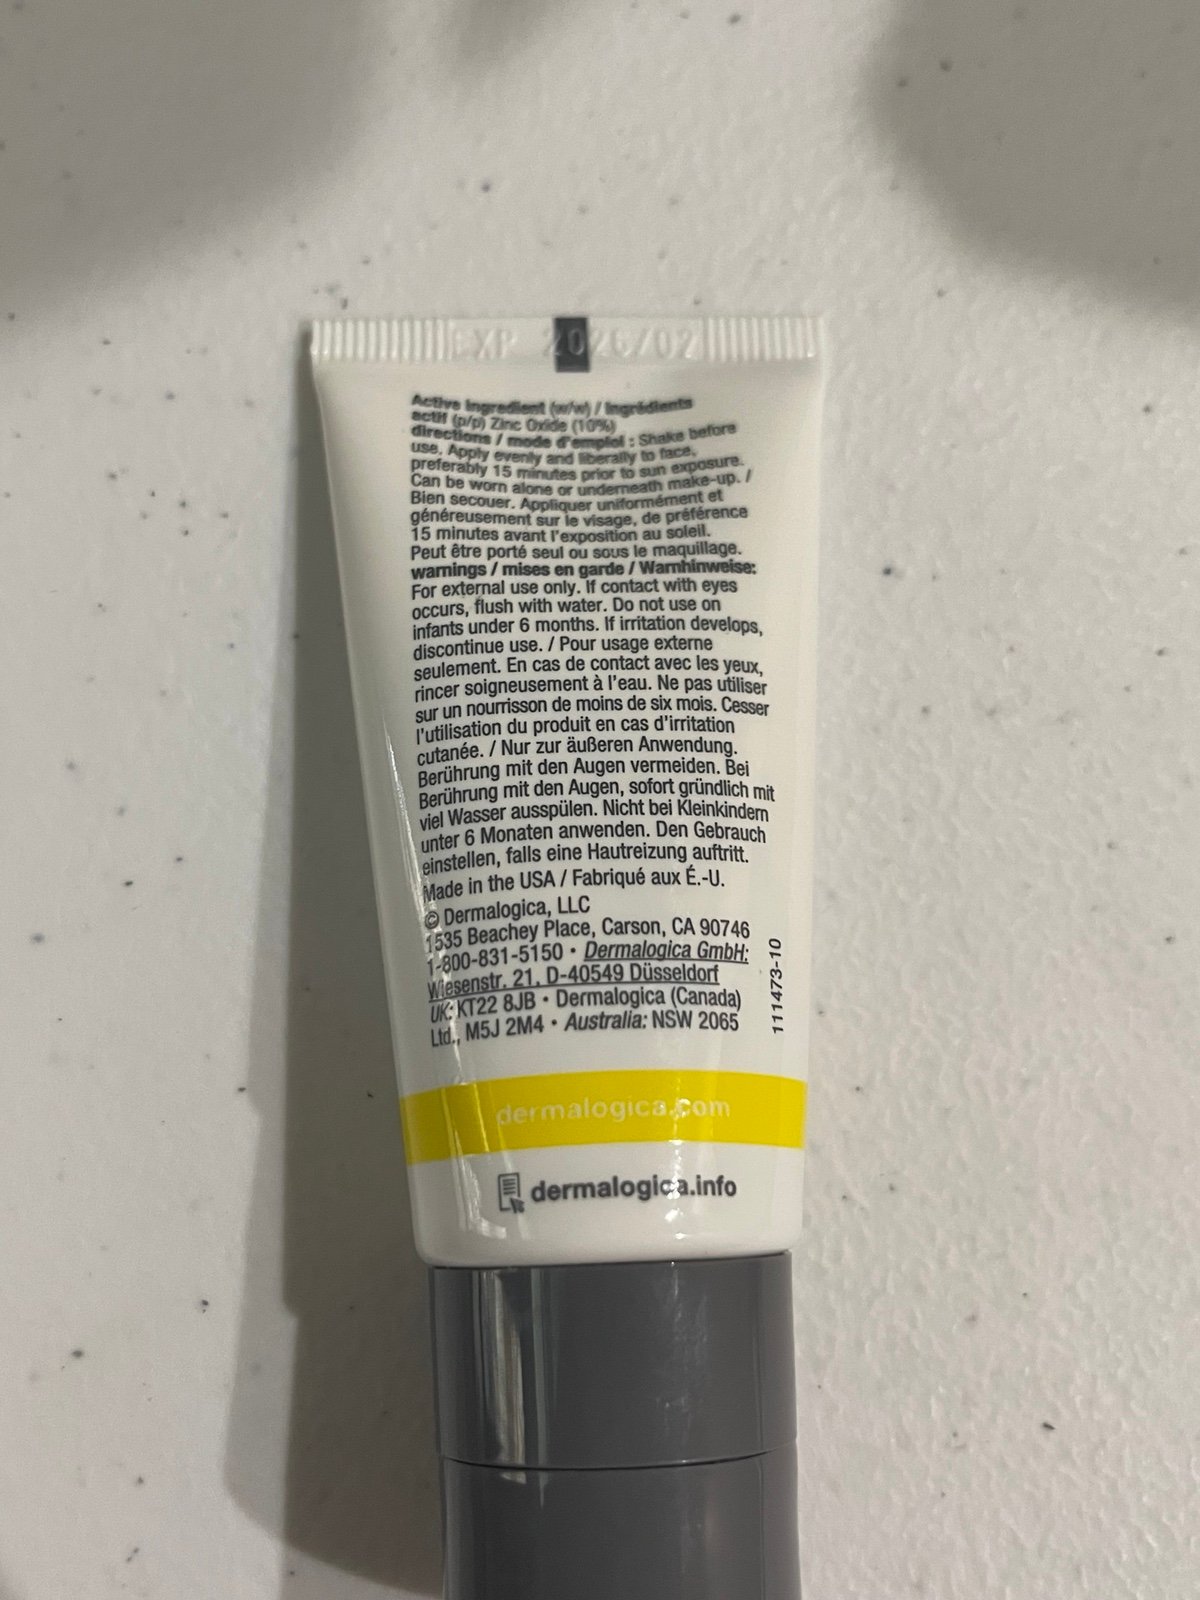 EXP 2026/02
Active Ingredient (w/w) / Ingrédients
actif (p/p) Zinc Oxide (10%)
directions / mode d'emploi : Shake before
use. Apply evenly and liberally to face,
preferably 15 minutes prior to sun exposure.
Can be worn alone or underneath make-up. /
Bien secouer. Appliquer uniformément et
généreusement sur le visage, de préférence
15 minutes avant l'exposition au soleil.
Peut être porté seul ou sous le maquillage.
warnings / mises en garde / Warnhinweise:
For external use only. If contact with eyes
occurs, flush with water. Do not use on
infants under 6 months. If irritation develops,
discontinue use. / Pour usage externe
seulement. En cas de contact avec les yeux,
rincer soigneusement à l'eau. Ne pas utiliser
sur un nourrisson de moins de six mois. Cesser
l'utilisation du produit en cas d'irritation
cutanée. / Nur zur äußeren Anwendung.
Berührung mit den Augen vermeiden. Bei
Berührung mit den Augen, sofort gründlich mit
viel Wasser ausspülen. Nicht bei Kleinkindern
unter 6 Monaten anwenden. Den Gebrauch
einstellen, falls eine Hautreizung auftritt.
Made in the USA / Fabriqué aux É.-U.
© Dermalogica, LLC
1535 Beachey Place, Carson, CA 90746
1-800-831-5150 • Dermalogica GmbH:
Wiesenstr. 21, D-40549 Düsseldorf
UK: KT22 8JB • Dermalogica (Canada)
Ltd., M5J 2M4 • Australia: NSW 2065
111473-10
dermalogica.com
dermalogica.info